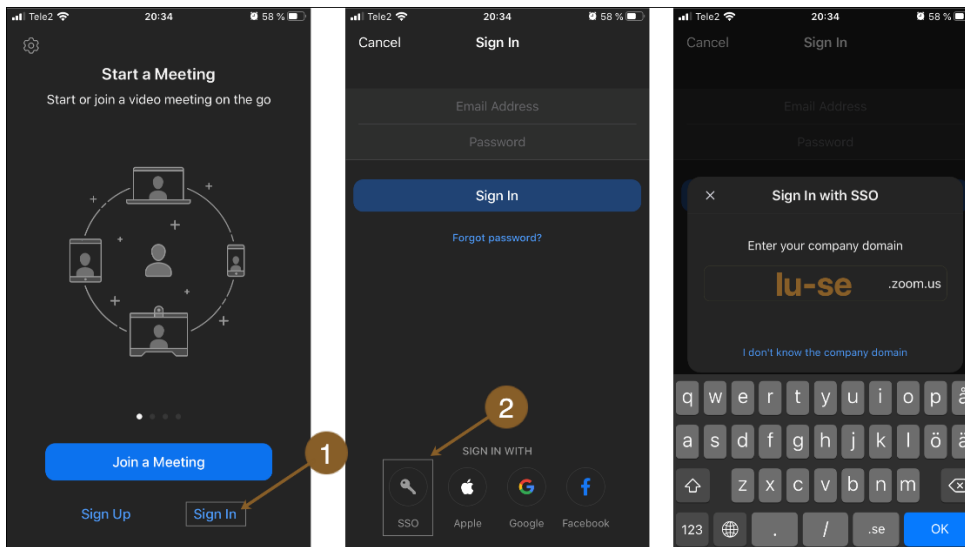 Tele2 20:34 58 %
Start a Meeting
Start or join a video meeting on the go
Join a Meeting
1
Sign Up Sign In
Tele2 20:34 58 %
Cancel Sign In
Email Address
Password
Sign In
Forgot password?
2
SIGN IN WITH
SSO Apple Google Facebook
Tele2 20:34 58 %
Cancel Sign In
Email Address
Password
Sign In with SSO
Enter your company domain
lu-se .zoom.us
I don't know the company domain
q w e r t y u i o p å
a s d f g h j k l ö ä
z x c v b n m
123 . / .se OK